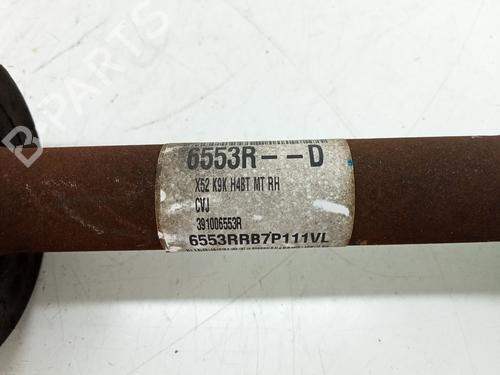 B-PARTS
6553R--D
X52 K9K H4BT MT RH
CVJ
391006553R
6553RRB7P111VL